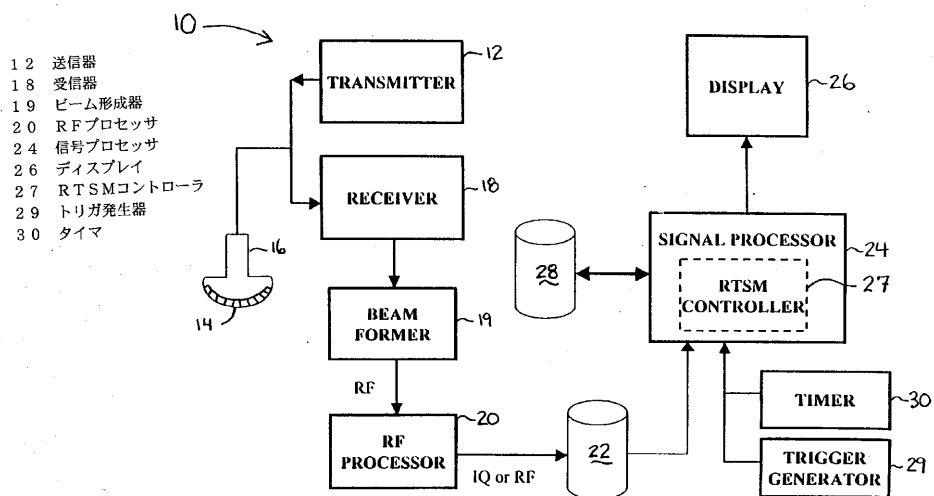 10
１２ 送信器
１８ 受信器
１９ ビーム形成器
２０ ＲＦプロセッサ
２４ 信号プロセッサ
２６ ディスプレイ
２７ ＲＴＳＭコントローラ
２９ トリガ発生器
３０ タイマ
TRANSMITTER
12
RECEIVER
18
16
14
BEAM
FORMER
19
RF
RF
PROCESSOR
20
IQ or RF
22
28
DISPLAY
26
SIGNAL PROCESSOR
24
RTSM
CONTROLLER
27
TIMER
30
TRIGGER
GENERATOR
29